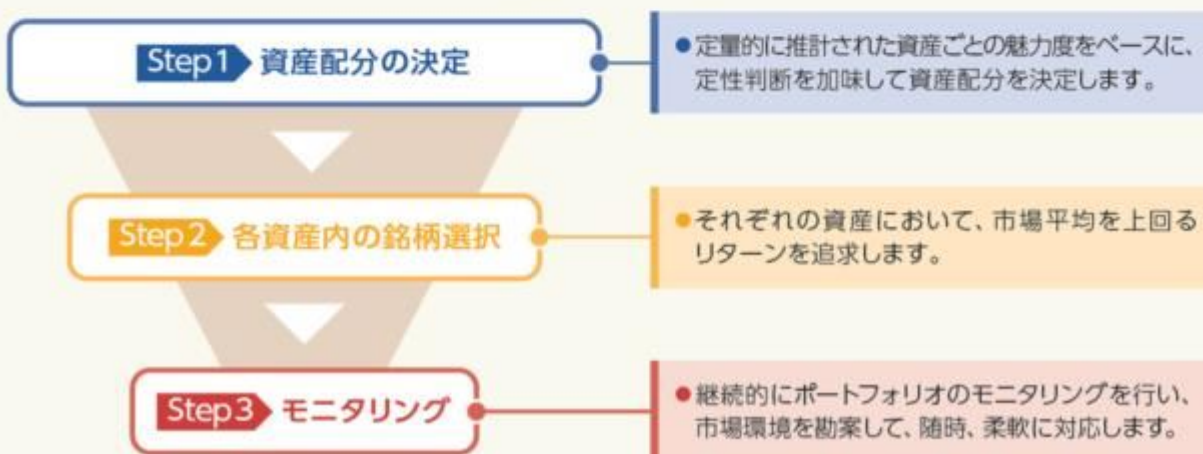 Step1 資産配分の決定
●定量的に推計された資産ごとの魅力度をベースに、
定性判断を加味して資産配分を決定します。
Step2 各資産内の銘柄選択
●それぞれの資産において、市場平均を上回る
リターンを追求します。
Step3 モニタリング
●継続的にポートフォリオのモニタリングを行い、
市場環境を勘案して、随時、柔軟に対応します。